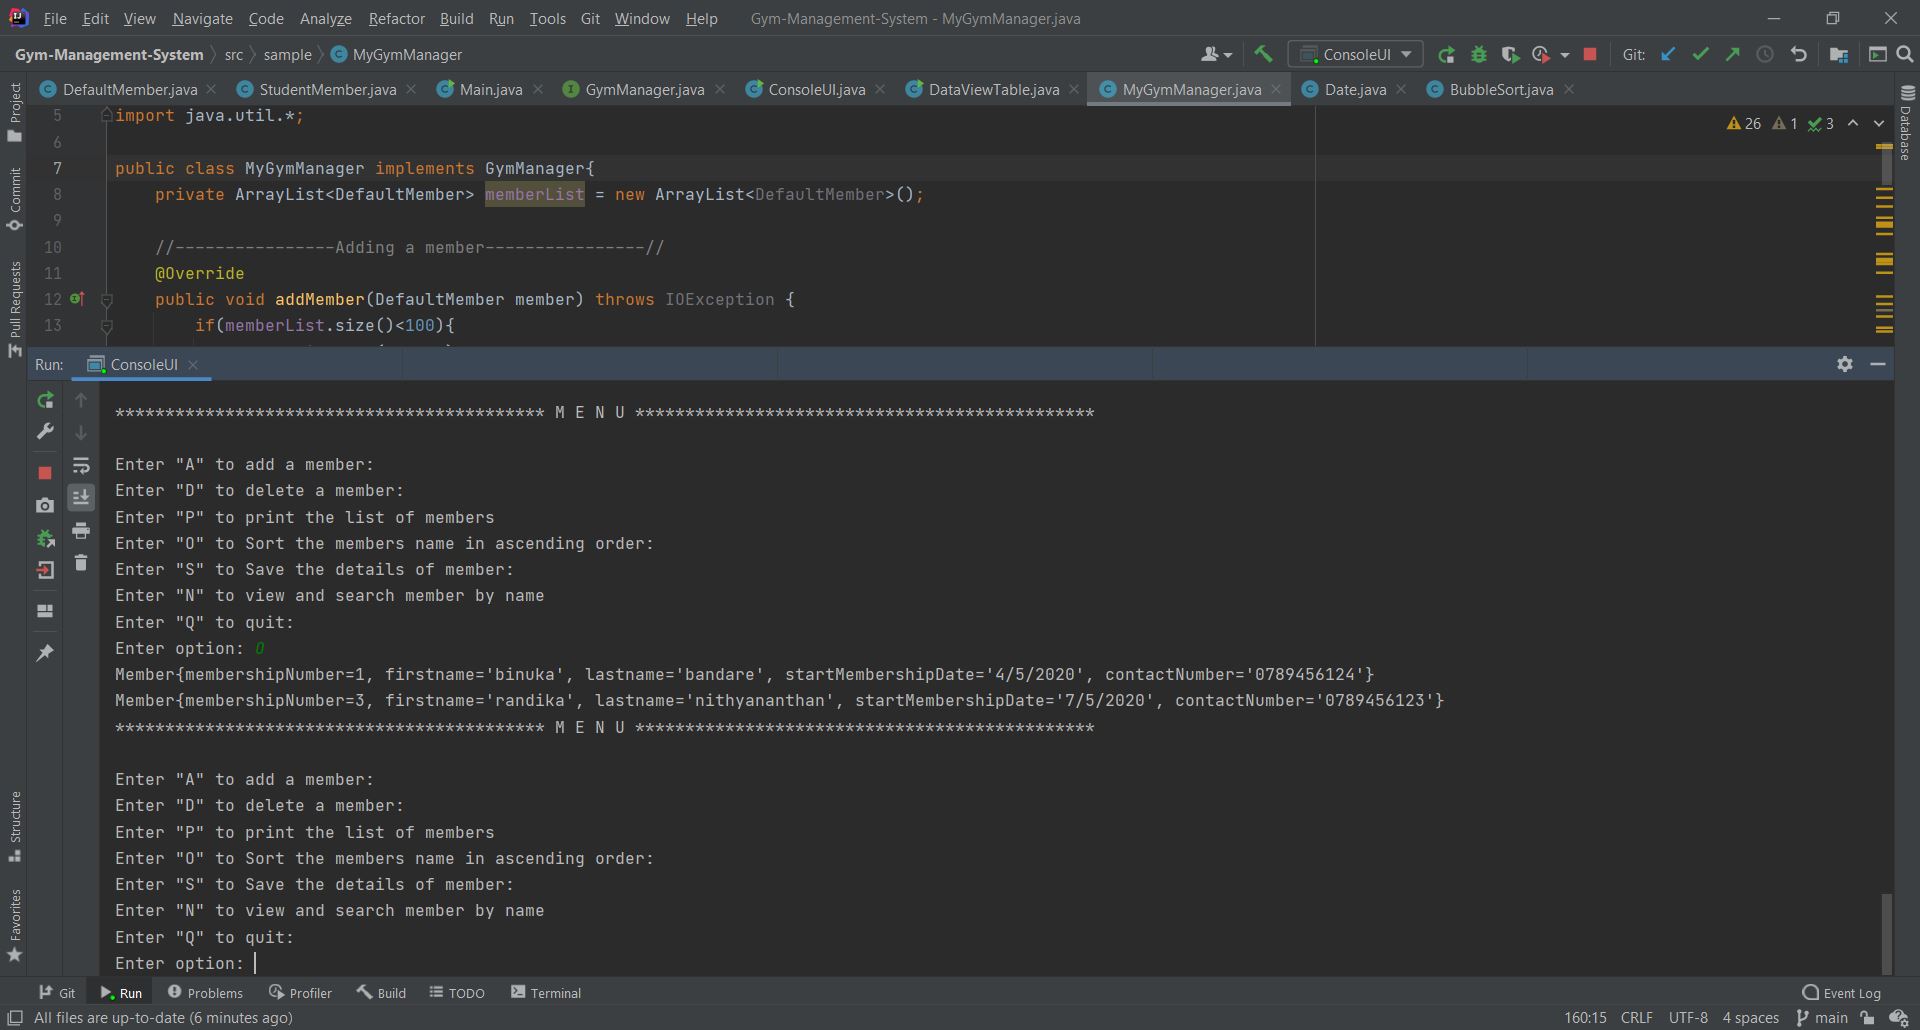 File Edit View Navigate Code Analyze Refactor Build Run Tools Git Window Help Gym-Management-System - MyGymManager.java
Gym-Management-System src sample MyGymManager ConsoleUI Git:
DefaultMember.java StudentMember.java Main.java GymManager.java ConsoleUI.java DataViewTable.java MyGymManager.java Date.java BubbleSort.java
Project
Commit
Pull Requests
Structure
Favorites
Database
26 1 3
5 import java.util.*;
6
7 public class MyGymManager implements GymManager{
8 private ArrayList<DefaultMember> memberList = new ArrayList<DefaultMember>();
9
10 //----------------Adding a member----------------//
11 @Override
12 public void addMember(DefaultMember member) throws IOException {
13 if(memberList.size()<100){
Run: ConsoleUI
******************************************* M E N U **********************************************
Enter "A" to add a member:
Enter "D" to delete a member:
Enter "P" to print the list of members
Enter "O" to Sort the members name in ascending order:
Enter "S" to Save the details of member:
Enter "N" to view and search member by name
Enter "Q" to quit:
Enter option: O
Member{membershipNumber=1, firstname='binuka', lastname='bandare', startMembershipDate='4/5/2020', contactNumber='0789456124'}
Member{membershipNumber=3, firstname='randika', lastname='nithyananthan', startMembershipDate='7/5/2020', contactNumber='0789456123'}
******************************************* M E N U **********************************************
Enter "A" to add a member:
Enter "D" to delete a member:
Enter "P" to print the list of members
Enter "O" to Sort the members name in ascending order:
Enter "S" to Save the details of member:
Enter "N" to view and search member by name
Enter "Q" to quit:
Enter option:
Git Run Problems Profiler Build TODO Terminal Event Log
All files are up-to-date (6 minutes ago) 160:15 CRLF UTF-8 4 spaces main